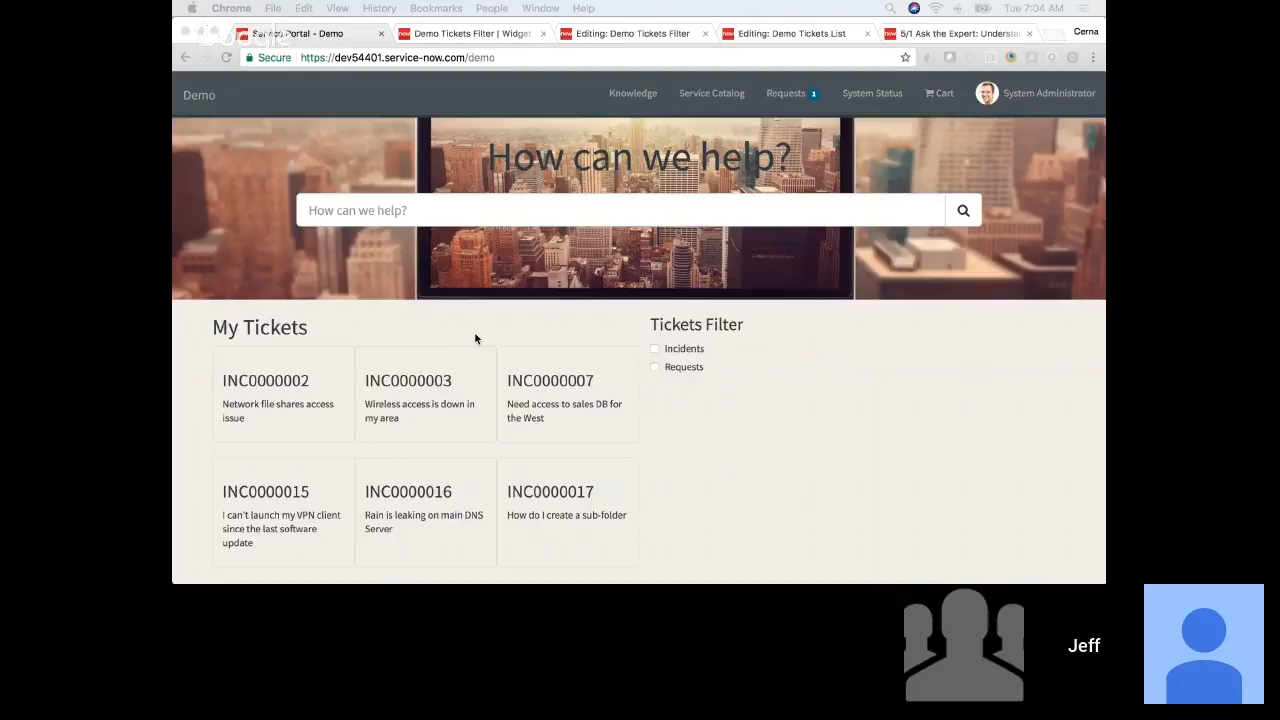 Chrome File Edit View History Bookmarks People Window Help Tue 7:04 AM
Service Portal - Demo Demo Tickets Filter | Widget Editing: Demo Tickets Filter Editing: Demo Tickets List 5/1 Ask the Expert: Understan Cerna
Secure https://dev54401.service-now.com/demo
Demo Knowledge Service Catalog Requests 1 System Status Cart System Administrator
How can we help?
How can we help?
My Tickets
INC0000002
Network file shares access
issue
INC0000003
Wireless access is down in
my area
INC0000007
Need access to sales DB for
the West
INC0000015
I can't launch my VPN client
since the last software
update
INC0000016
Rain is leaking on main DNS
Server
INC0000017
How do I create a sub-folder
Tickets Filter
Incidents
Requests
Jeff